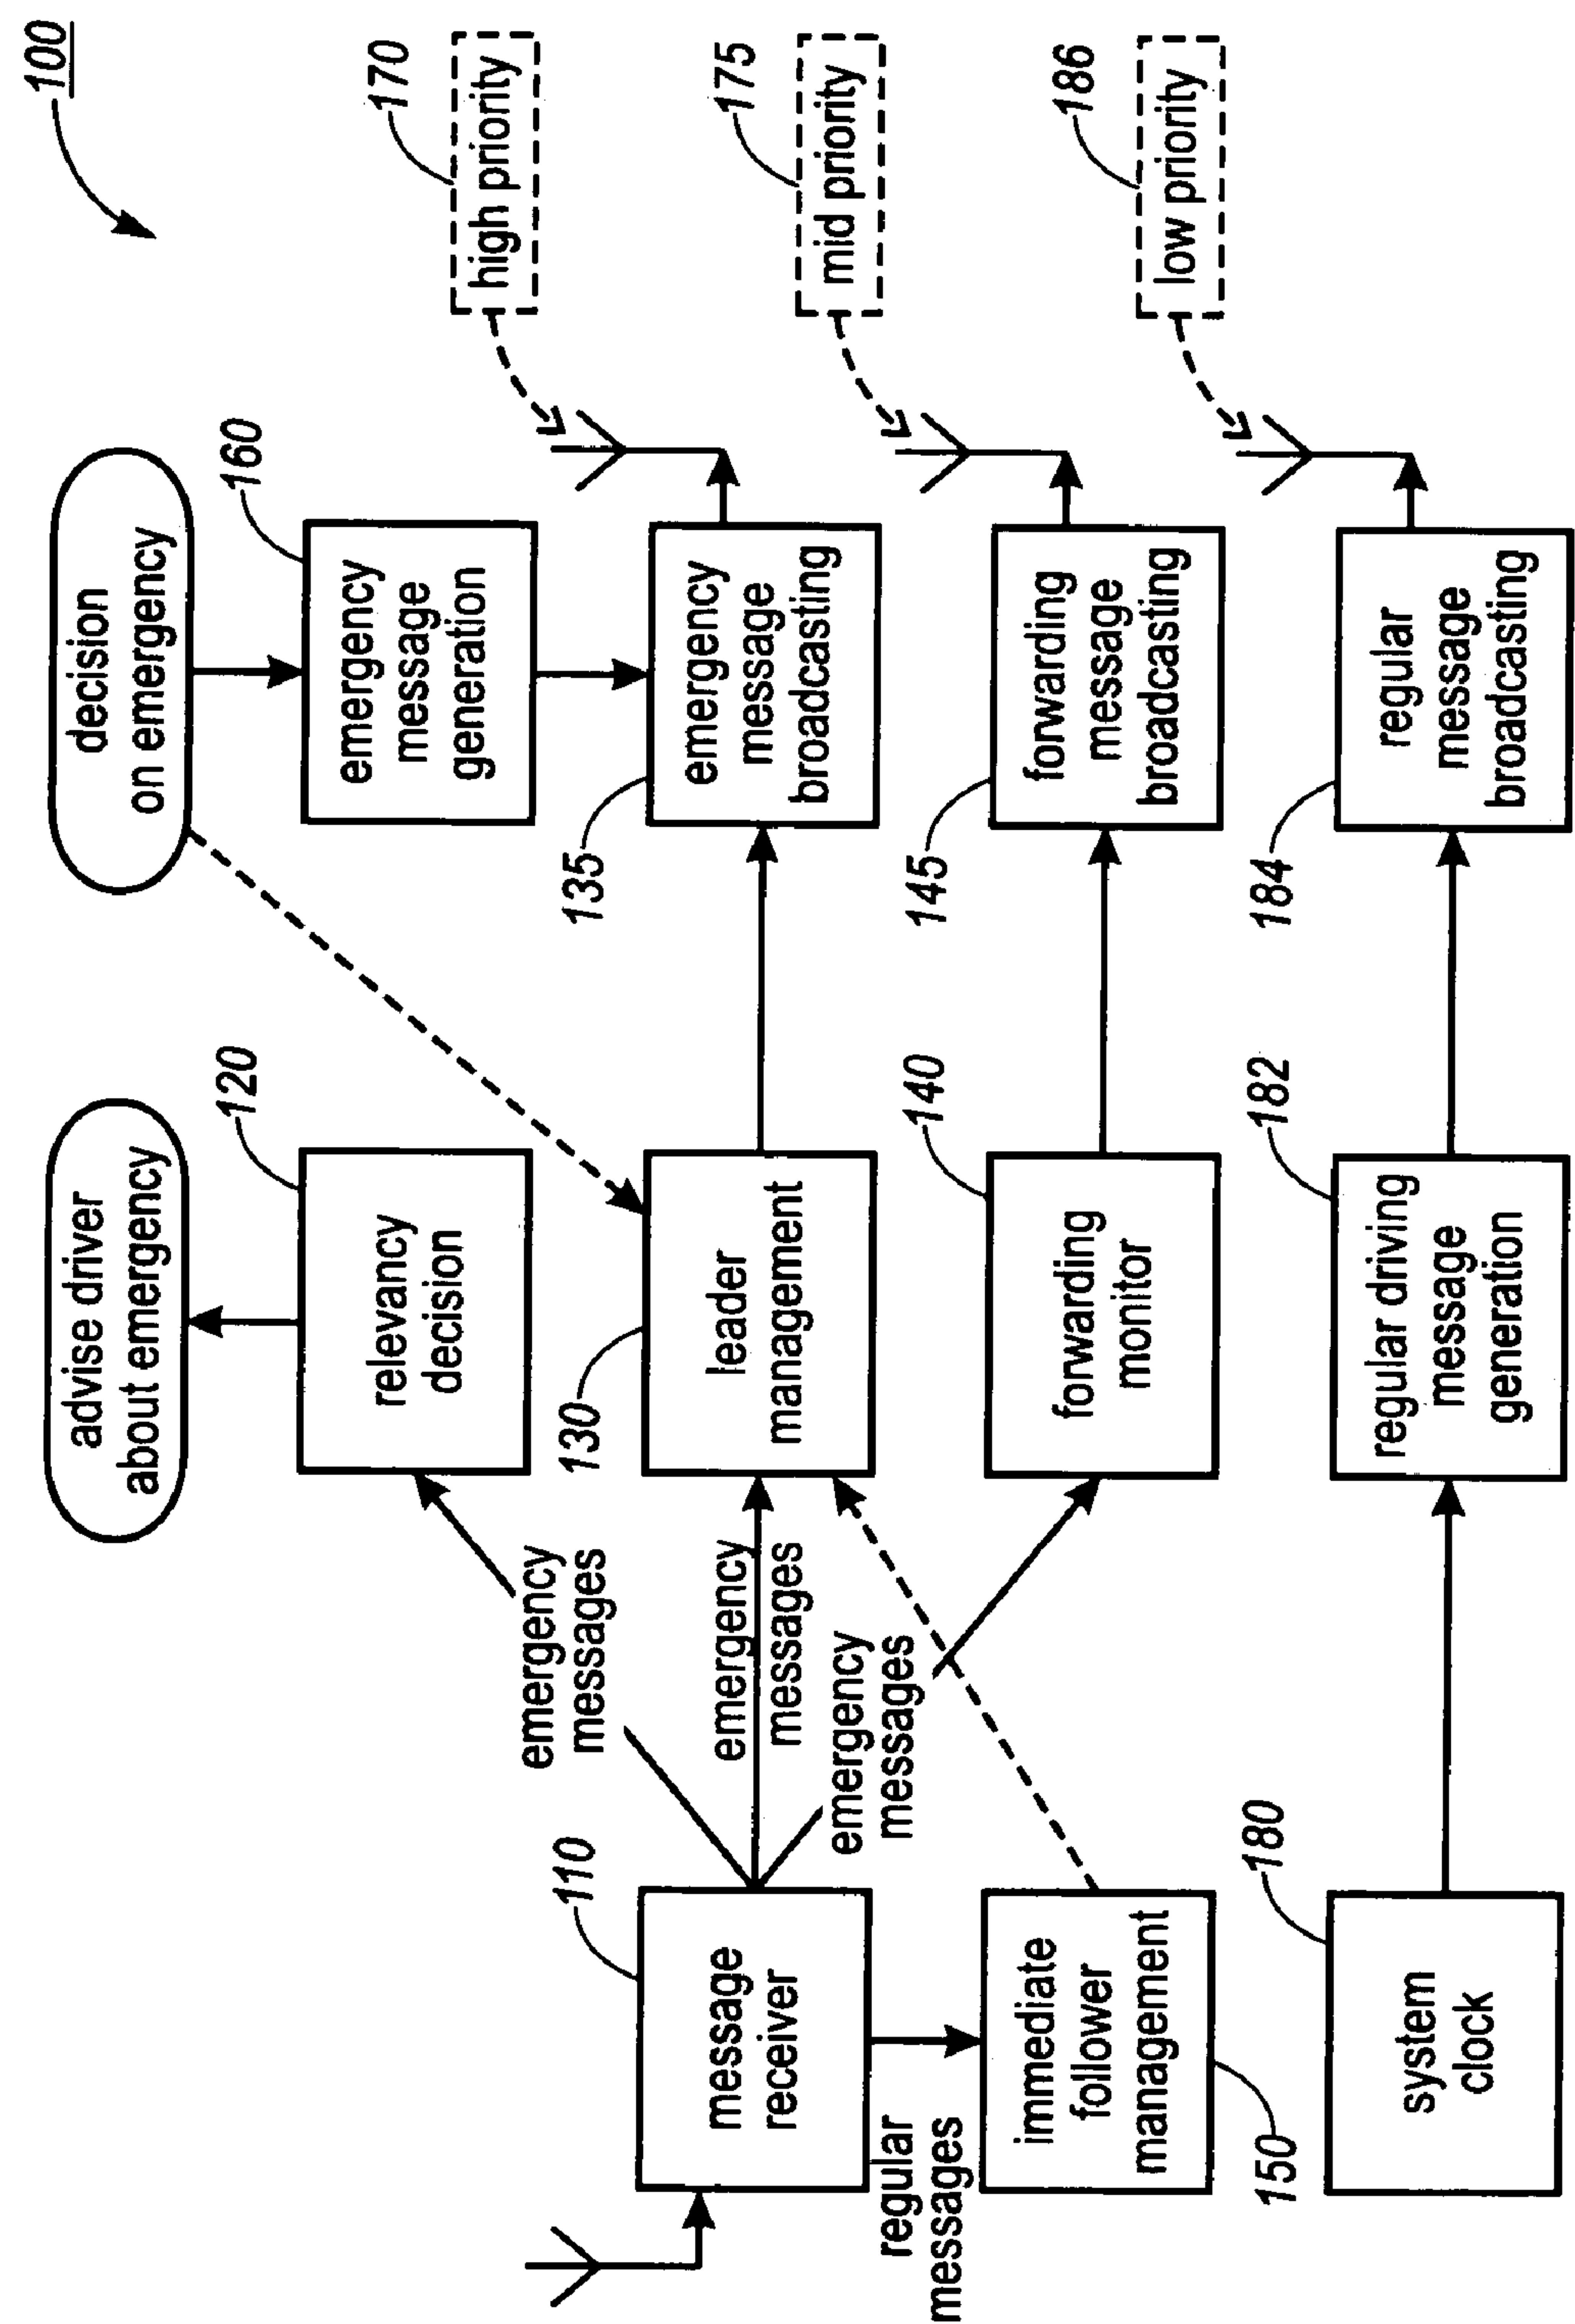 100
advise driver
about emergency
decision
on emergency
120
160
170
relevancy
decision
emergency
message
generation
high priority
110
emergency
messages
130
135
175
message
receiver
emergency
messages
leader
management
emergency
message
broadcasting
mid priority
regular
messages
emergency
messages
140
145
186
immediate
follower
management
forwarding
monitor
forwarding
message
broadcasting
low priority
150
180
182
184
system
clock
regular driving
message
generation
regular
message
broadcasting